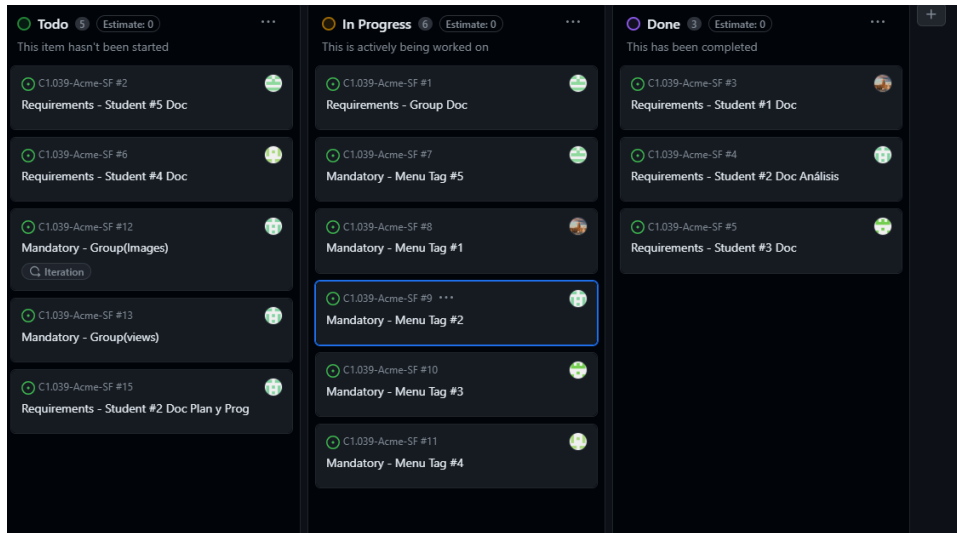 Todo 5 Estimate: 0 ...
This item hasn't been started
C1.039-Acme-SF #2
Requirements - Student #5 Doc
C1.039-Acme-SF #6
Requirements - Student #4 Doc
C1.039-Acme-SF #12
Mandatory - Group(Images)
Iteration
C1.039-Acme-SF #13
Mandatory - Group(views)
C1.039-Acme-SF #15
Requirements - Student #2 Doc Plan y Prog
In Progress 6 Estimate: 0 ...
This is actively being worked on
C1.039-Acme-SF #1
Requirements - Group Doc
C1.039-Acme-SF #7
Mandatory - Menu Tag #5
C1.039-Acme-SF #8
Mandatory - Menu Tag #1
C1.039-Acme-SF #9 ...
Mandatory - Menu Tag #2
C1.039-Acme-SF #10
Mandatory - Menu Tag #3
C1.039-Acme-SF #11
Mandatory - Menu Tag #4
Done 3 Estimate: 0 ...
This has been completed
C1.039-Acme-SF #3
Requirements - Student #1 Doc
C1.039-Acme-SF #4
Requirements - Student #2 Doc Análisis
C1.039-Acme-SF #5
Requirements - Student #3 Doc
+